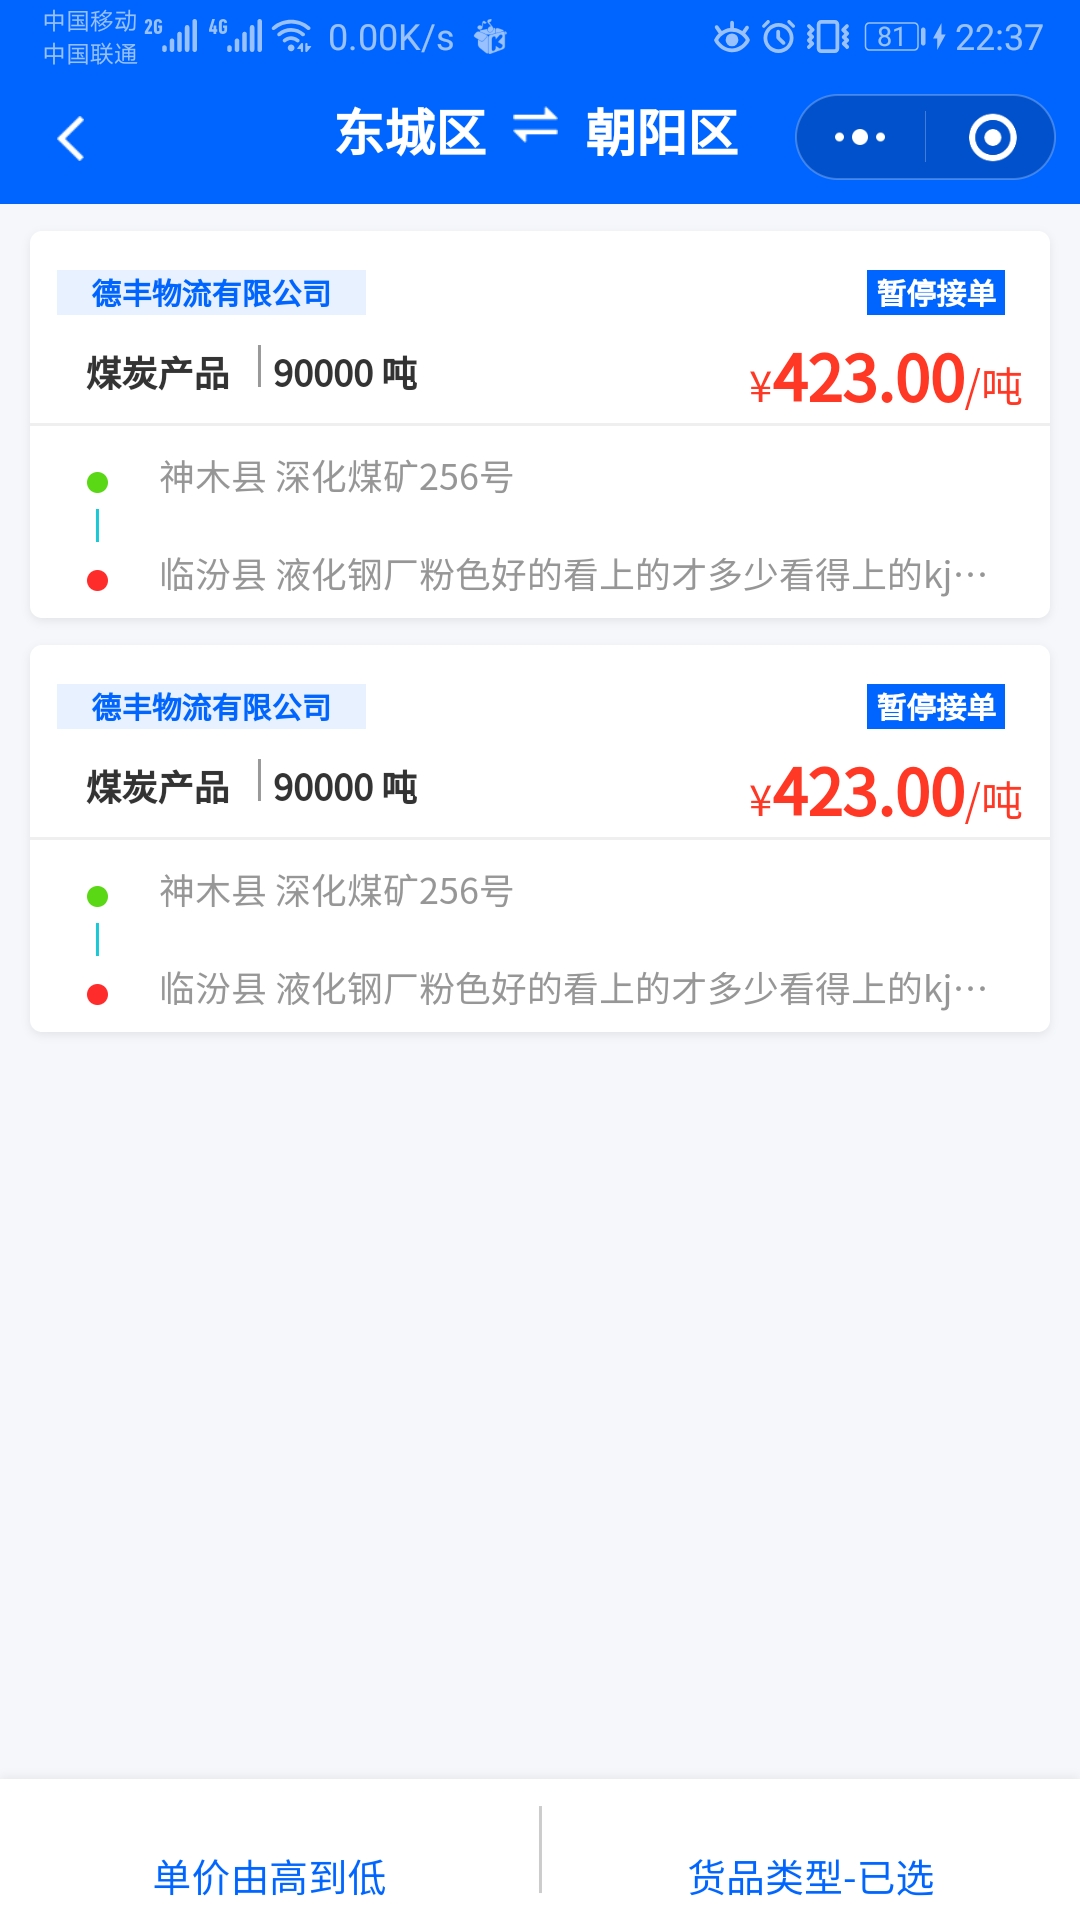 中国移动 2G 4G 0.00K/s 81 22:37
中国联通
东城区 朝阳区
德丰物流有限公司 暂停接单
煤炭产品 90000 吨 ¥423.00/吨
神木县 深化煤矿256号
临汾县 液化钢厂粉色好的看上的才多少看得上的kj…
德丰物流有限公司 暂停接单
煤炭产品 90000 吨 ¥423.00/吨
神木县 深化煤矿256号
临汾县 液化钢厂粉色好的看上的才多少看得上的kj…
单价由高到低 货品类型-已选